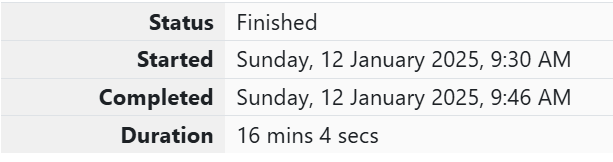 Status Finished
Started Sunday, 12 January 2025, 9:30 AM
Completed Sunday, 12 January 2025, 9:46 AM
Duration 16 mins 4 secs